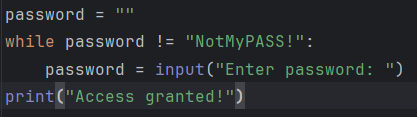 password = ""
while password != "NotMyPASS!":
    password = input("Enter password: ")
print("Access granted!")